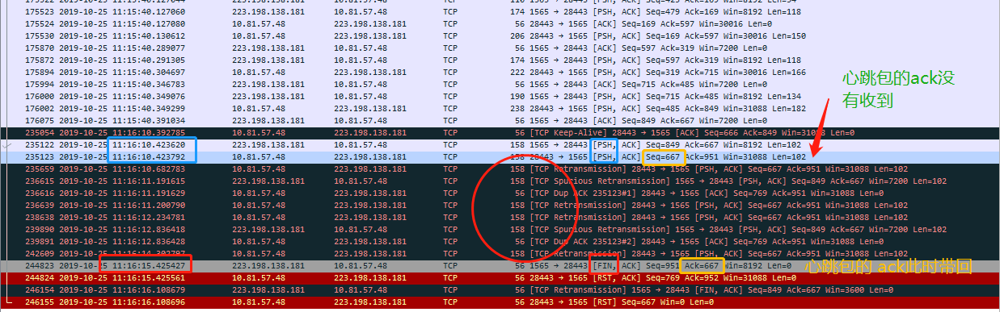 175522 2019-10-25 11:15:40.127044 10.81.57.48 223.198.138.181 TCP
175523 2019-10-25 11:15:40.127060 223.198.138.181 10.81.57.48 TCP 174 1565 → 28443 [PSH, ACK] Seq=479 Ack=169 Win=8192 Len=118
175524 2019-10-25 11:15:40.127080 10.81.57.48 223.198.138.181 TCP 56 28443 → 1565 [ACK] Seq=169 Ack=597 Win=30016 Len=0
175530 2019-10-25 11:15:40.130612 10.81.57.48 223.198.138.181 TCP 206 28443 → 1565 [PSH, ACK] Seq=169 Ack=597 Win=30016 Len=150
175870 2019-10-25 11:15:40.289077 223.198.138.181 10.81.57.48 TCP 56 1565 → 28443 [ACK] Seq=597 Ack=319 Win=7200 Len=0
175872 2019-10-25 11:15:40.291305 223.198.138.181 10.81.57.48 TCP 174 1565 → 28443 [PSH, ACK] Seq=597 Ack=319 Win=8192 Len=118
175894 2019-10-25 11:15:40.304697 10.81.57.48 223.198.138.181 TCP 222 28443 → 1565 [PSH, ACK] Seq=319 Ack=715 Win=30016 Len=166
175994 2019-10-25 11:15:40.346783 223.198.138.181 10.81.57.48 TCP 56 1565 → 28443 [ACK] Seq=715 Ack=485 Win=7200 Len=0
176000 2019-10-25 11:15:40.349076 223.198.138.181 10.81.57.48 TCP 190 1565 → 28443 [PSH, ACK] Seq=715 Ack=485 Win=8192 Len=134
176002 2019-10-25 11:15:40.349299 10.81.57.48 223.198.138.181 TCP 238 28443 → 1565 [PSH, ACK] Seq=485 Ack=849 Win=31088 Len=182
176075 2019-10-25 11:15:40.391034 223.198.138.181 10.81.57.48 TCP 56 1565 → 28443 [ACK] Seq=849 Ack=667 Win=7200 Len=0
235054 2019-10-25 11:16:10.392785 10.81.57.48 223.198.138.181 TCP 56 [TCP Keep-Alive] 28443 → 1565 [ACK] Seq=666 Ack=849 Win=31088 Len=0
235122 2019-10-25 11:16:10.423620 223.198.138.181 10.81.57.48 TCP 158 1565 → 28443 [PSH, ACK] Seq=849 Ack=667 Win=8192 Len=102
235123 2019-10-25 11:16:10.423792 10.81.57.48 223.198.138.181 TCP 158 28443 → 1565 [PSH, ACK] Seq=667 Ack=951 Win=31088 Len=102
235659 2019-10-25 11:16:10.682783 10.81.57.48 223.198.138.181 TCP 158 [TCP Retransmission] 28443 → 1565 [PSH, ACK] Seq=667 Ack=951 Win=31088 Len=102
236615 2019-10-25 11:16:11.191615 223.198.138.181 10.81.57.48 TCP 158 [TCP Spurious Retransmission] 1565 → 28443 [PSH, ACK] Seq=849 Ack=667 Win=7200 Len=102
236616 2019-10-25 11:16:11.191629 10.81.57.48 223.198.138.181 TCP 56 [TCP Dup ACK 235123#1] 28443 → 1565 [ACK] Seq=769 Ack=951 Win=31088 Len=0
236639 2019-10-25 11:16:11.200790 10.81.57.48 223.198.138.181 TCP 158 [TCP Retransmission] 28443 → 1565 [PSH, ACK] Seq=667 Ack=951 Win=31088 Len=102
238638 2019-10-25 11:16:12.234781 10.81.57.48 223.198.138.181 TCP 158 [TCP Retransmission] 28443 → 1565 [PSH, ACK] Seq=667 Ack=951 Win=31088 Len=102
239890 2019-10-25 11:16:12.836418 223.198.138.181 10.81.57.48 TCP 158 [TCP Spurious Retransmission] 1565 → 28443 [PSH, ACK] Seq=849 Ack=667 Win=7200 Len=102
239891 2019-10-25 11:16:12.836428 10.81.57.48 223.198.138.181 TCP 56 [TCP Dup ACK 235123#2] 28443 → 1565 [ACK] Seq=769 Ack=951 Win=31088 Len=0
242609 2019-10-25 10.81.57.48 223.198.138.181 TCP 158 [TCP Retransmission] 28443 → 1565 [PSH, ACK] Seq=667 Ack=951 Win=31088 Len=102
244823 2019-10-25 11:16:15.425427 223.198.138.181 10.81.57.48 TCP 56 1565 → 28443 [FIN, ACK] Seq=951 Ack=667 Win=8192 Len=0
244824 2019-10-25 11:16:15.425561 10.81.57.48 223.198.138.181 TCP 56 28443 → 1565 [RST, ACK] Seq=769 Ack=952 Win=31088 Len=0
246154 2019-10-25 11:16:16.108679 223.198.138.181 10.81.57.48 TCP 56 [TCP Retransmission] 1565 → 28443 [FIN, ACK] Seq=849 Ack=667 Win=3600 Len=0
246155 2019-10-25 11:16:16.108696 10.81.57.48 223.198.138.181 TCP 56 28443 → 1565 [RST] Seq=667 Win=0 Len=0
心跳包的ack没
有收到
心跳包的 ack此时带回